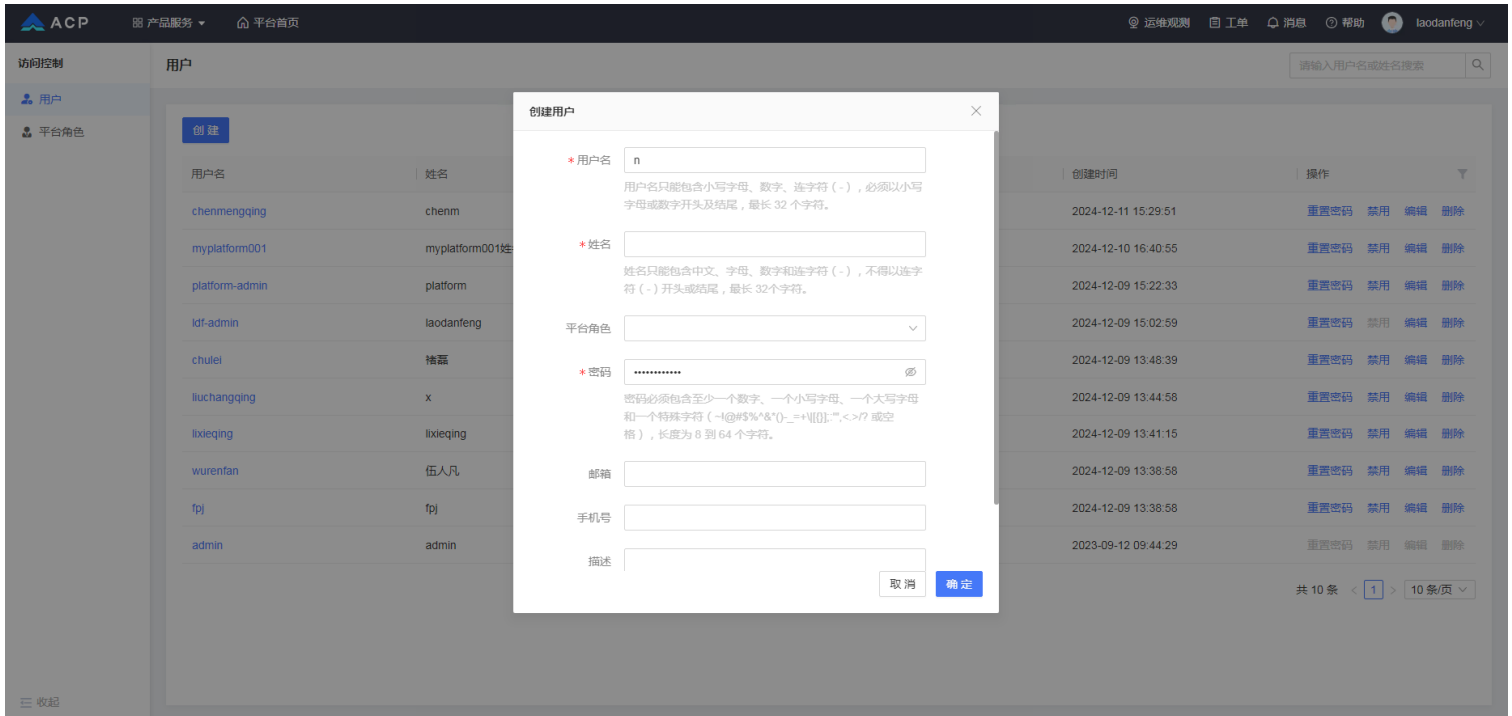 ACP 产品服务 平台首页 运维观测 工单 消息 帮助 laodanfeng
访问控制
用户
平台角色
收起
用户 请输入用户名或姓名搜索
创建
用户名 姓名 创建时间 操作
chenmengqing chenm 2024-12-11 15:29:51 重置密码 禁用 编辑 删除
myplatform001 myplatform001姓 2024-12-10 16:40:55 重置密码 禁用 编辑 删除
platform-admin platform 2024-12-09 15:22:33 重置密码 禁用 编辑 删除
ldf-admin laodanfeng 2024-12-09 15:02:59 重置密码 禁用 编辑 删除
chulei 褚磊 2024-12-09 13:48:39 重置密码 禁用 编辑 删除
liuchangqing x 2024-12-09 13:44:58 重置密码 禁用 编辑 删除
lixieqing lixieqing 2024-12-09 13:41:15 重置密码 禁用 编辑 删除
wurenfan 伍人凡 2024-12-09 13:38:58 重置密码 禁用 编辑 删除
fpj fpj 2024-12-09 13:38:58 重置密码 禁用 编辑 删除
admin admin 2023-09-12 09:44:29 重置密码 禁用 编辑 删除
共 10 条 < 1 > 10 条/页
创建用户
* 用户名 n
用户名只能包含小写字母、数字、连字符 ( - ) ，必须以小写
字母或数字开头及结尾，最长 32 个字符。
* 姓名
姓名只能包含中文、字母、数字和连字符 ( - ) ，不得以连字
符 ( - ) 开头或结尾，最长 32个字符。
平台角色
* 密码 ••••••••••••
密码必须包含至少一个数字、一个小写字母、一个大写字母
和一个特殊字符 ( ~!@#$%^&*()-_=+\|[{}];:'",<.>/? 或空
格 ) ，长度为 8 到 64 个字符。
邮箱
手机号
描述
取消 确定